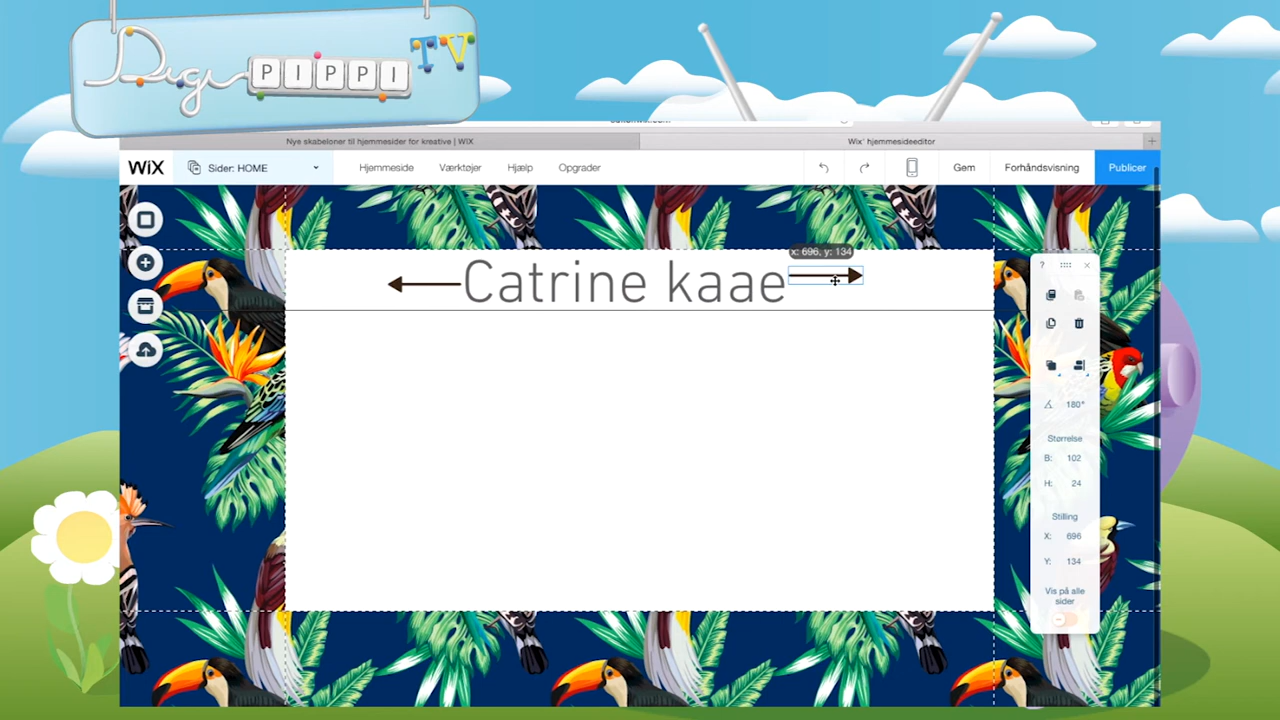 Digi PIPPI TV
Nye skabeloner til hjemmesider for kreative | WIX
Wix' hjemmesideeditor
WiX
Sider: HOME
Hjemmeside
Værktøjer
Hjælp
Opgrader
Gem
Forhåndsvisning
Publicer
x: 696, y: 134
Catrine kaae
?
180°
Størrelse
B: 102
H: 24
Stilling
X: 696
Y: 134
Vis på alle
sider